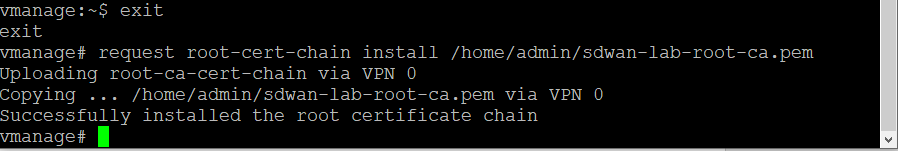 vmanage:~$ exit
exit
vmanage# request root-cert-chain install /home/admin/sdwan-lab-root-ca.pem
Uploading root-ca-cert-chain via VPN 0
Copying ... /home/admin/sdwan-lab-root-ca.pem via VPN 0
Successfully installed the root certificate chain
vmanage#